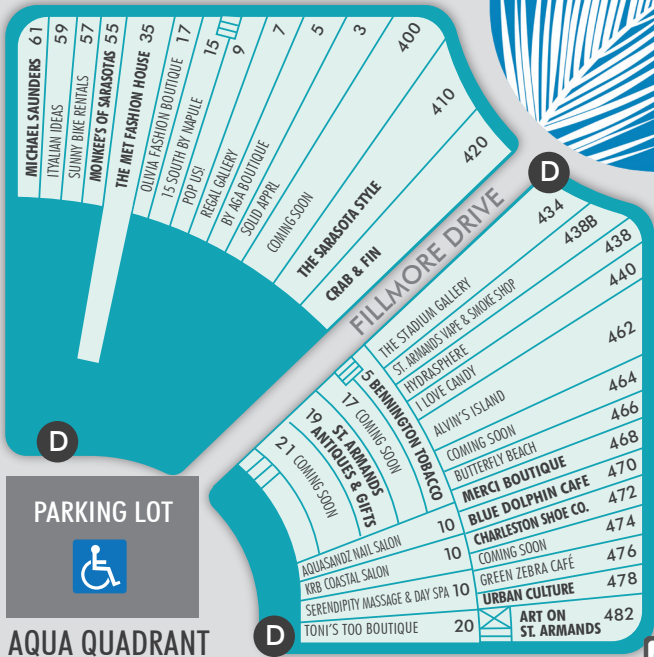 MICHAEL SAUNDERS 61
ITYALIAN IDEAS 59
SUNNY BIKE RENTALS 57
MONKEE'S OF SARASOTAS 55
THE MET FASHION HOUSE 35
OLIVIA FASHION BOUTIQUE 17
15 SOUTH BY NAPULE 15
POP US! 9
REGAL GALLERY 7
BY AGA BOUTIQUE 5
SOUD APPRL 3
COMING SOON 400
THE SARASOTA STYLE 410
CRAB & FIN 420
FILLMORE DRIVE
D
THE STADIUM GALLERY 434
ST. ARMANDS VAPE & SMOKE SHOP 438B
HYDRASPHERE 438
I LOVE CANDY 440
ALVIN'S ISLAND 462
COMING SOON 464
BUTTERFLY BEACH 466
MERCI BOUTIQUE 468
BLUE DOLPHIN CAFE 470
CHARLESTON SHOE CO. 472
COMING SOON 474
GREEN ZEBRA CAFÉ 476
URBAN CULTURE 478
ART ON
ST. ARMANDS 482
5 BENNINGTON TOBACCO
17 COMING SOON
19 ST. ARMANDS
ANTIQUES & GIFTS
21 COMING SOON
AQUASANDZ NAIL SALON 10
KRB COASTAL SALON 10
SERENDIPITY MASSAGE & DAY SPA 10
TONI'S TOO BOUTIQUE 20
D
D
PARKING LOT
AQUA QUADRANT